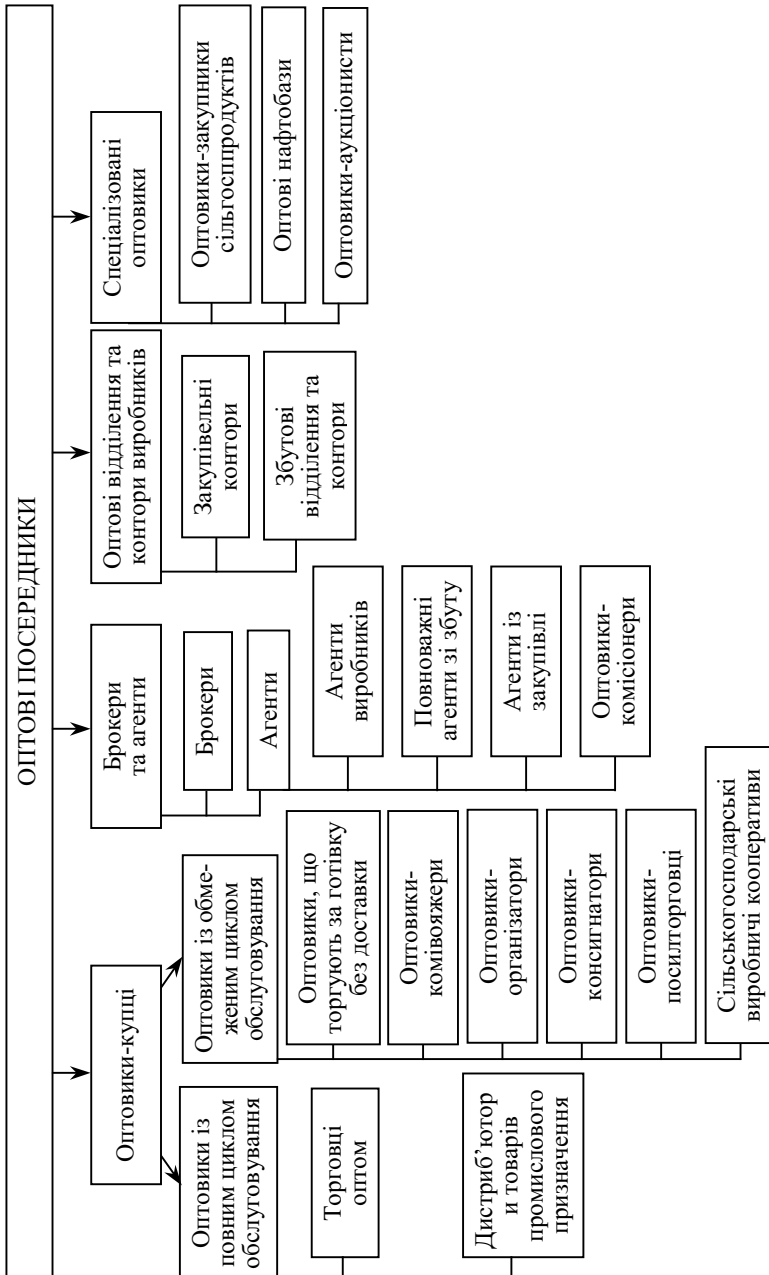 ОПТОВІ ПОСЕРЕДНИКИ
Оптовики-купці
Оптовики із
повним циклом
обслуговування
Торговці
оптом
Дистриб’ютор
и товарів
промислового
призначення
Оптовики із обме-
женим циклом
обслуговування
Оптовики, що
торгують за готівку
без доставки
Оптовики-
комівояжери
Оптовики-
організатори
Оптовики-
консигнатори
Оптовики-
посилторговці
Сільськогосподарські
виробничі кооперативи
Брокери
та агенти
Брокери
Агенти
Агенти
виробників
Повноважні
агенти зі збуту
Агенти із
закупівлі
Оптовики-
комісіонери
Оптові відділення та
контори виробників
Закупівельні
контори
Збутові
відділення та
контори
Спеціалізовані
оптовики
Оптовики-закупники
сільгосппродуктів
Оптові нафтобази
Оптовики-аукціоністи